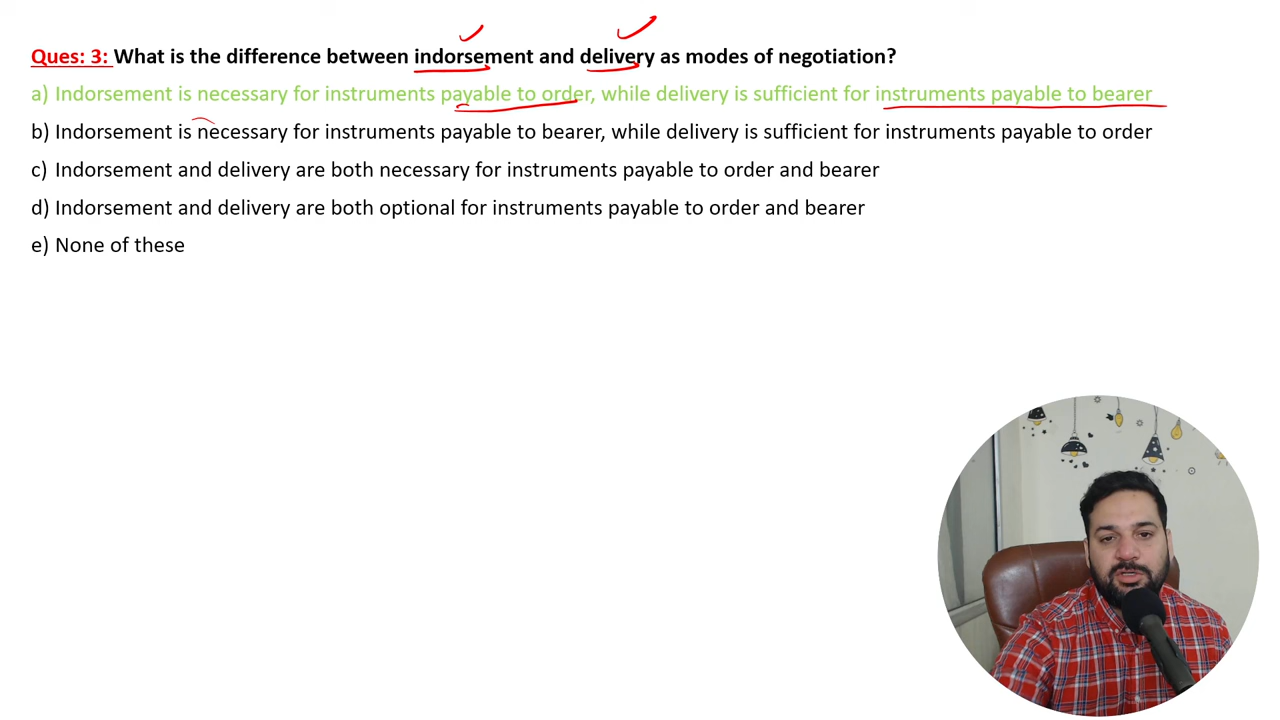 Ques: 3: What is the difference between indorsement and delivery as modes of negotiation?
a) Indorsement is necessary for instruments payable to order, while delivery is sufficient for instruments payable to bearer
b) Indorsement is necessary for instruments payable to bearer, while delivery is sufficient for instruments payable to order
c) Indorsement and delivery are both necessary for instruments payable to order and bearer
d) Indorsement and delivery are both optional for instruments payable to order and bearer
e) None of these